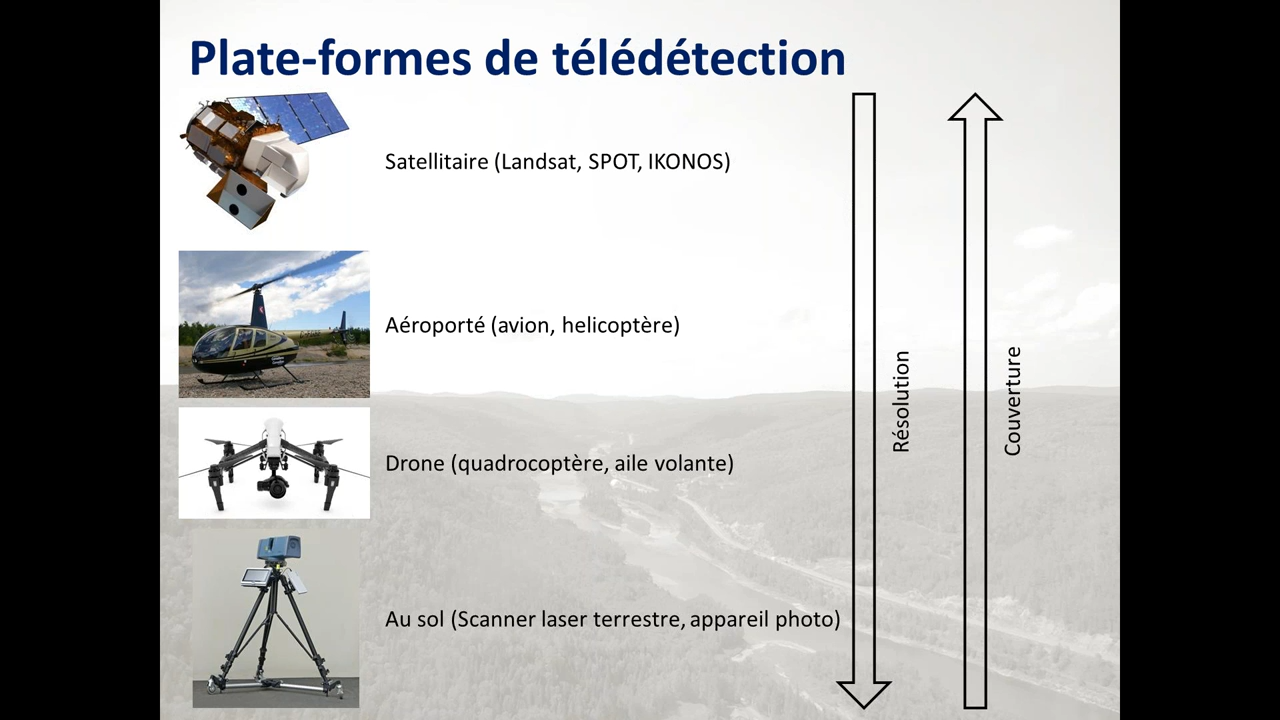 Plate-formes de télédétection
Satellitaire (Landsat, SPOT, IKONOS)
Aéroporté (avion, helicoptère)
Drone (quadrocoptère, aile volante)
Au sol (Scanner laser terrestre, appareil photo)
Résolution
Couverture